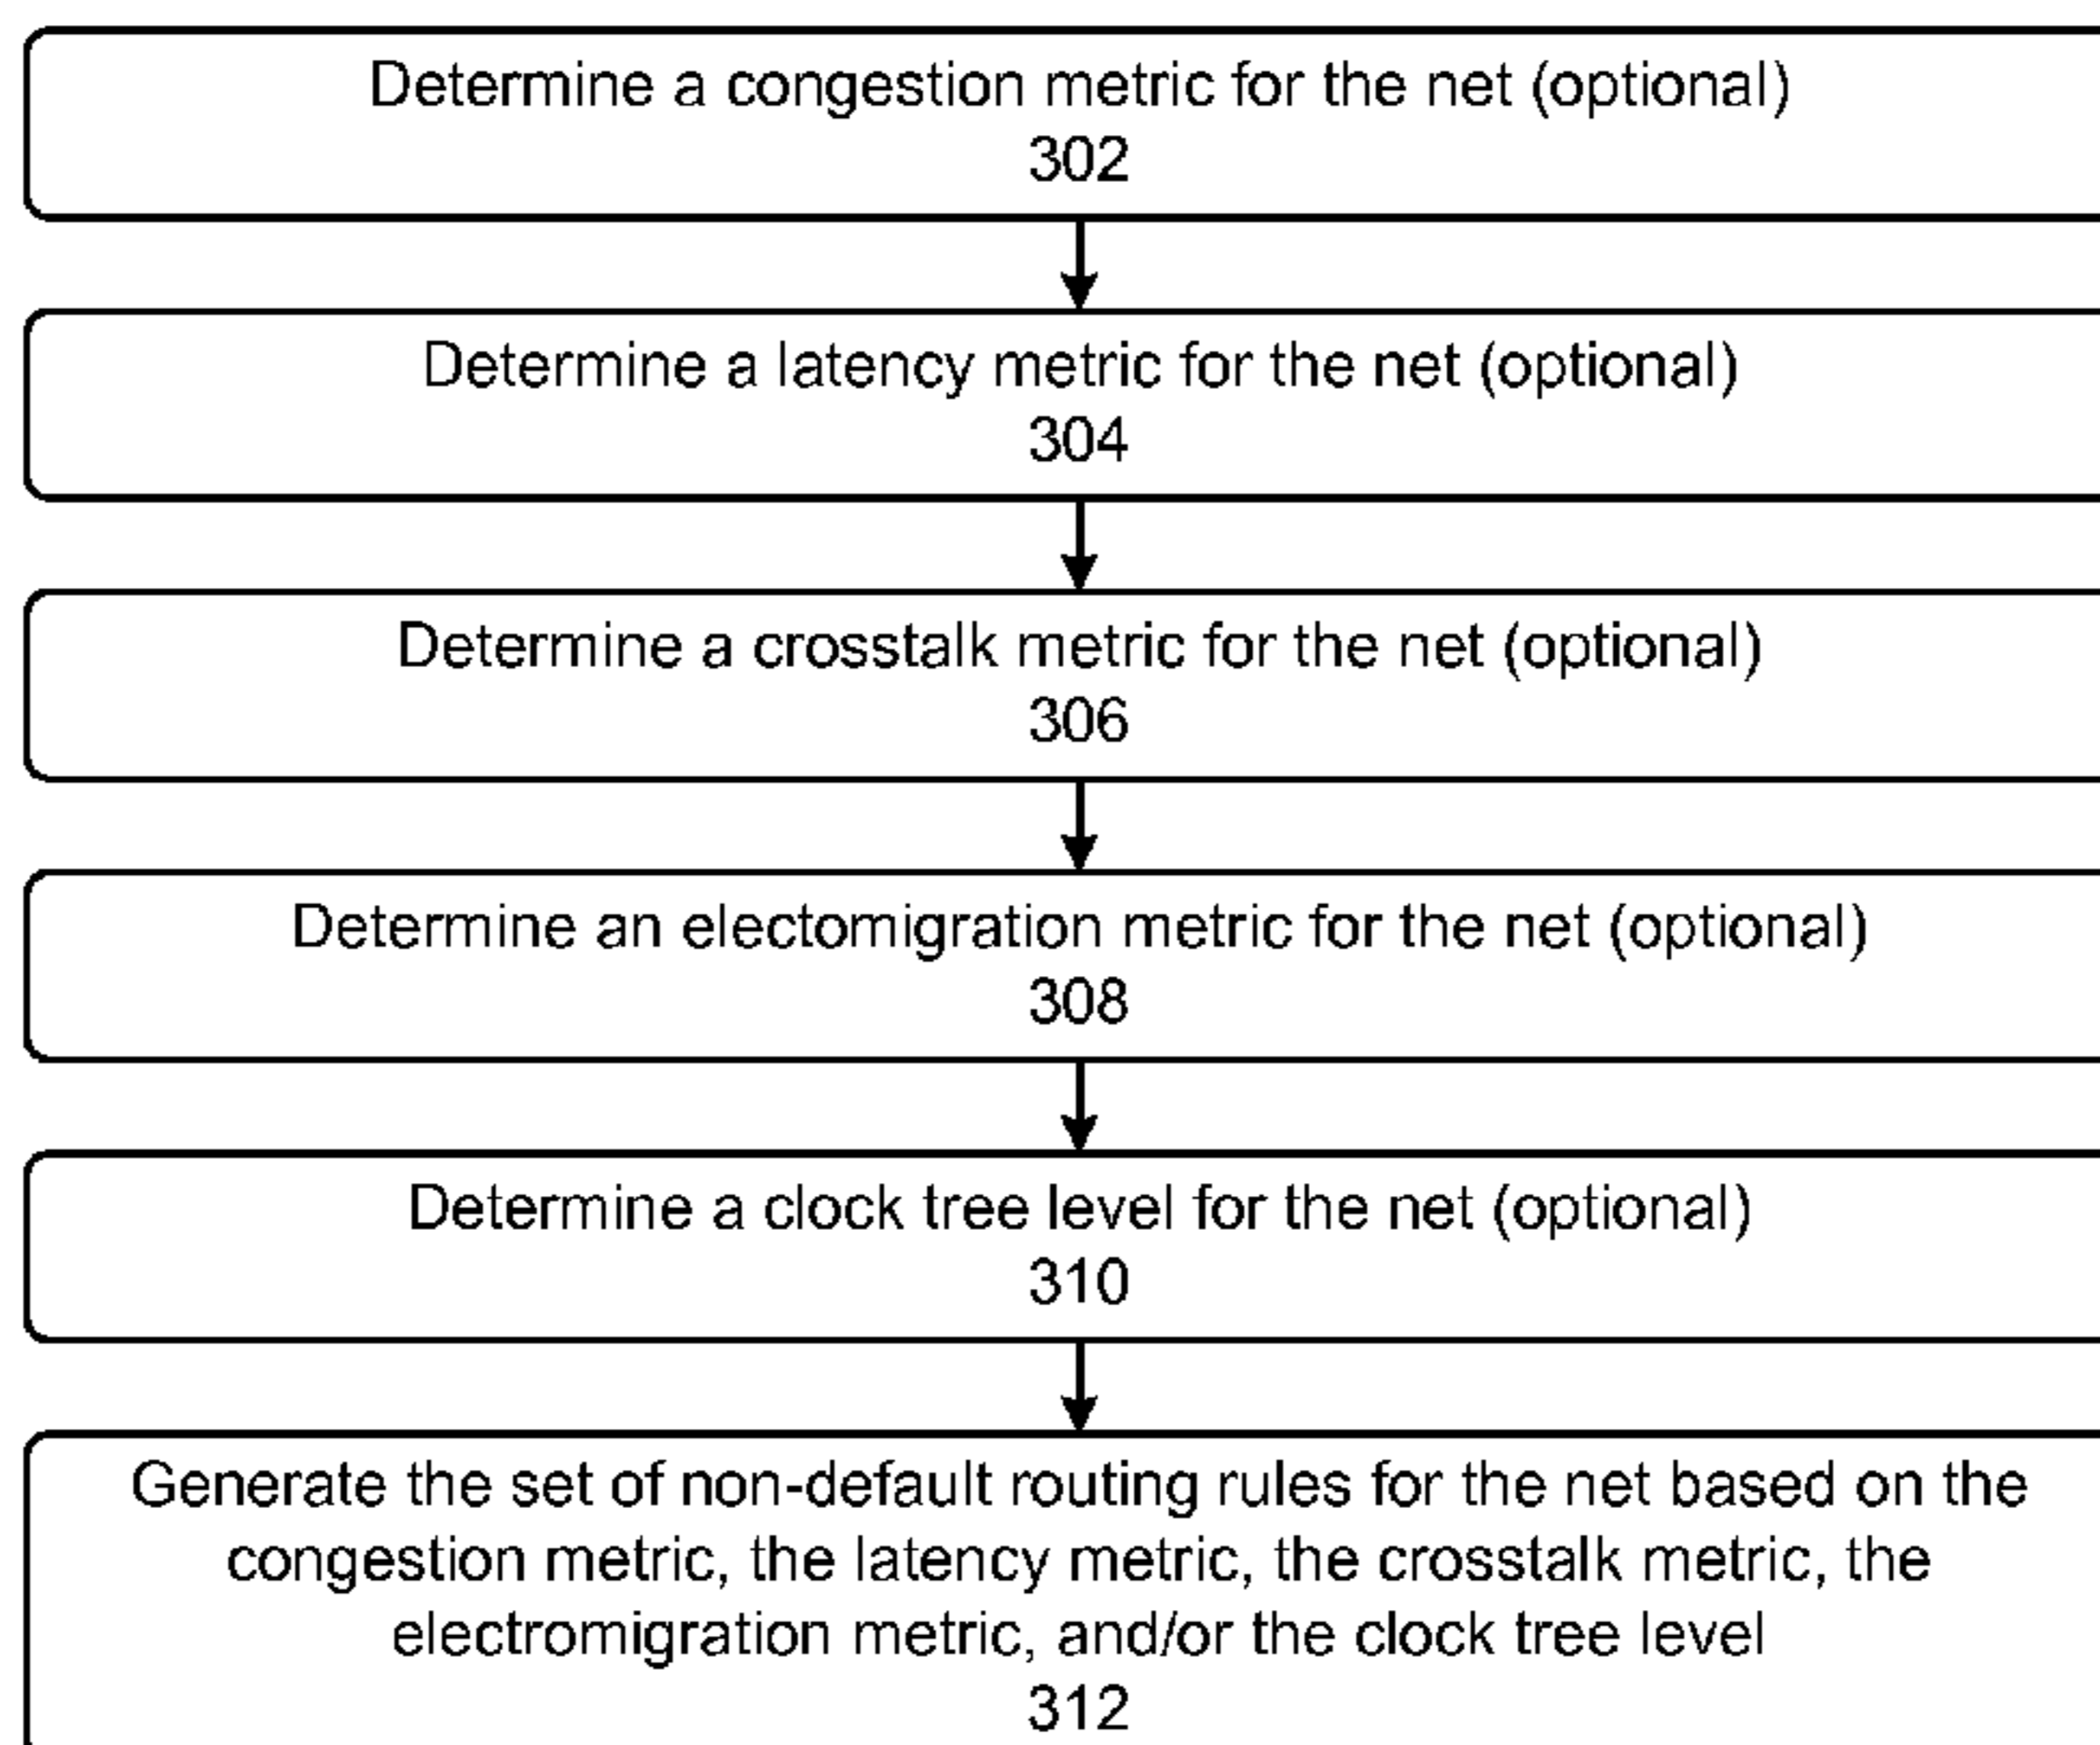 Determine a congestion metric for the net (optional)
302
Determine a latency metric for the net (optional)
304
Determine a crosstalk metric for the net (optional)
306
Determine an electomigration metric for the net (optional)
308
Determine a clock tree level for the net (optional)
310
Generate the set of non-default routing rules for the net based on the
congestion metric, the latency metric, the crosstalk metric, the
electromigration metric, and/or the clock tree level
312